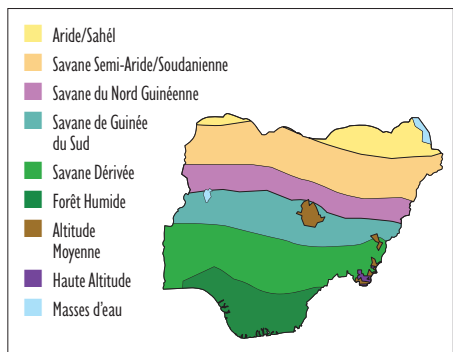 Aride/Sahél
Savane Semi-Aride/Soudanienne
Savane du Nord Guinéenne
Savane de Guinée
du Sud
Savane Dérivée
Forêt Humide
Altitude
Moyenne
Haute Altitude
Masses d'eau